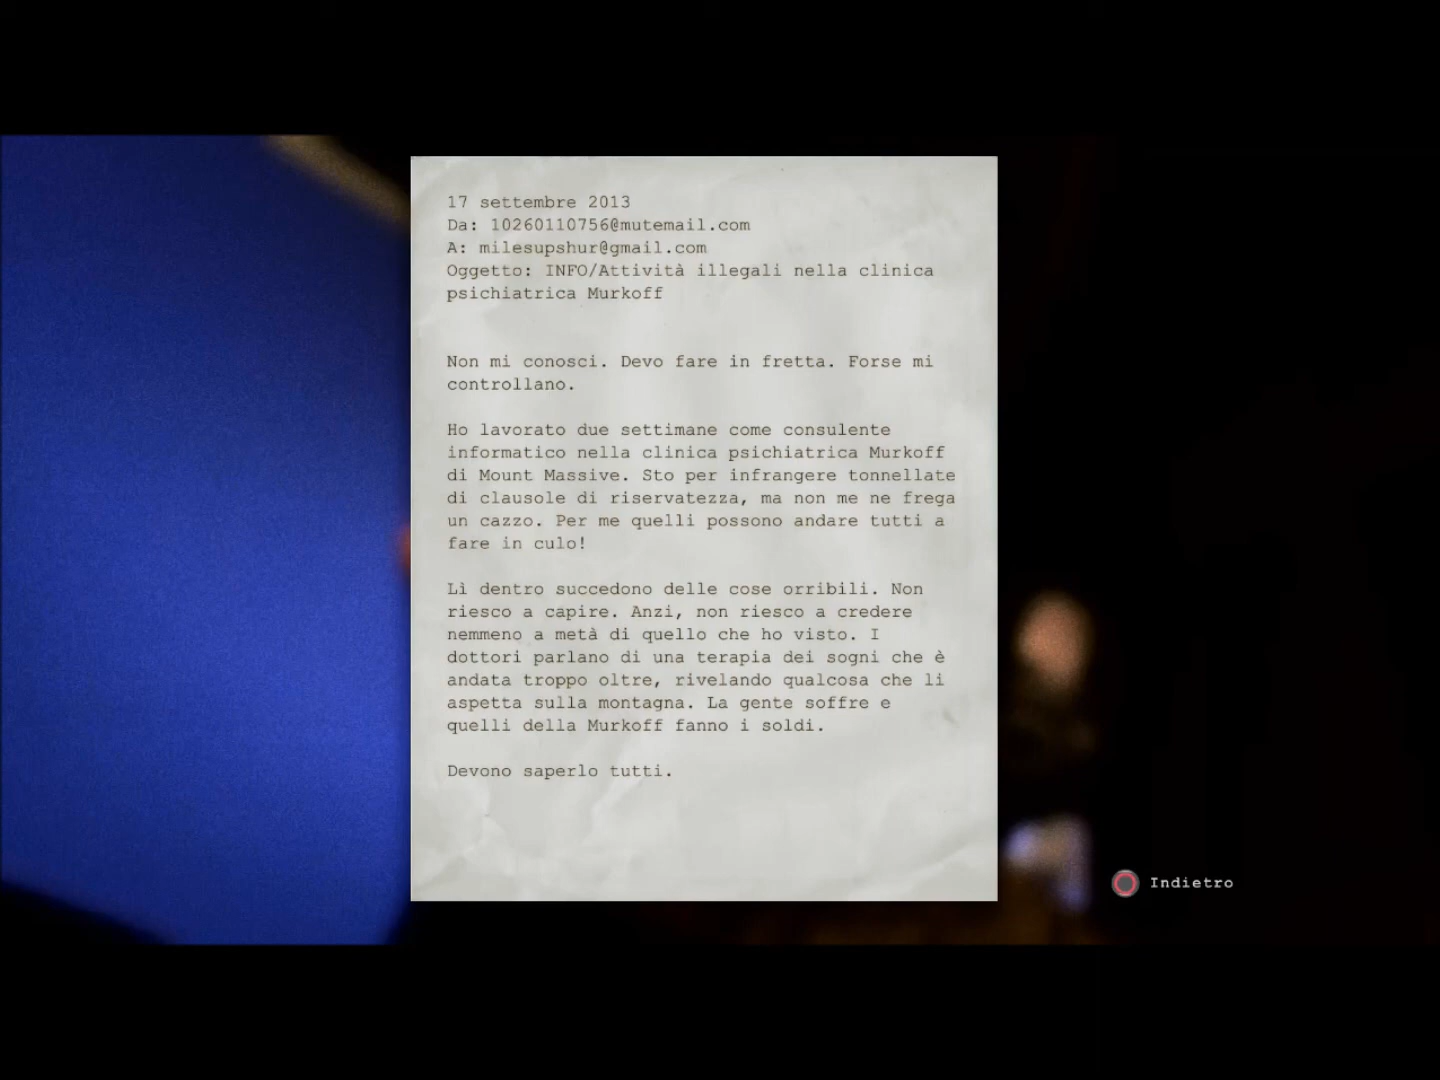 17 settembre 2013
Da: 10260110756@mutemail.com
A: milesupshur@gmail.com
Oggetto: INFO/Attività illegali nella clinica
psichiatrica Murkoff
Non mi conosci. Devo fare in fretta. Forse mi
controllano.
Ho lavorato due settimane come consulente
informatico nella clinica psichiatrica Murkoff
di Mount Massive. Sto per infrangere tonnellate
di clausole di riservatezza, ma non me ne frega
un cazzo. Per me quelli possono andare tutti a
fare in culo!
Lì dentro succedono delle cose orribili. Non
riesco a capire. Anzi, non riesco a credere
nemmeno a metà di quello che ho visto. I
dottori parlano di una terapia dei sogni che è
andata troppo oltre, rivelando qualcosa che li
aspetta sulla montagna. La gente soffre e
quelli della Murkoff fanno i soldi.
Devono saperlo tutti.
Indietro